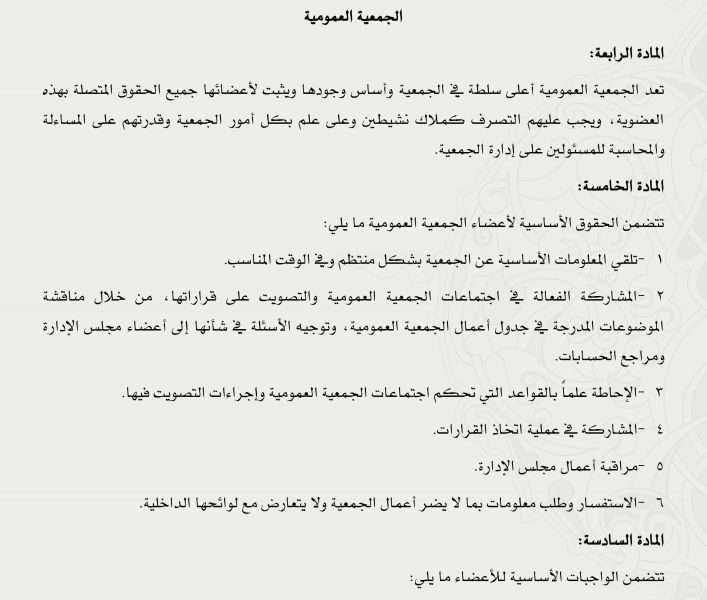 الجمعية العمومية
المادة الرابعة:
تعد الجمعية العمومية أعلى سلطة في الجمعية وأساس وجودها ويثبت لأعضائها جميع الحقوق المتصلة بهذه
العضوية، ويجب عليهم التصرف كملاك نشيطين وعلى علم بكل أمور الجمعية وقدرتهم على المساءلة
والمحاسبة للمسئولين على إدارة الجمعية.
المادة الخامسة:
تتضمن الحقوق الأساسية لأعضاء الجمعية العمومية ما يلي:
١ -تلقي المعلومات الأساسية عن الجمعية بشكل منتظم وفي الوقت المناسب.
٢ -المشاركة الفعالة في اجتماعات الجمعية العمومية والتصويت على قراراتها، من خلال مناقشة
الموضوعات المدرجة في جدول أعمال الجمعية العمومية، وتوجيه الأسئلة في شأنها إلى أعضاء مجلس الإدارة
ومراجع الحسابات.
٣ -الإحاطة علماً بالقواعد التي تحكم اجتماعات الجمعية العمومية وإجراءات التصويت فيها.
٤ -المشاركة في عملية اتخاذ القرارات.
٥ -مراقبة أعمال مجلس الإدارة.
٦ -الاستفسار وطلب معلومات بما لا يضر أعمال الجمعية ولا يتعارض مع لوائحها الداخلية.
المادة السادسة:
تتضمن الواجبات الأساسية للأعضاء ما يلي: